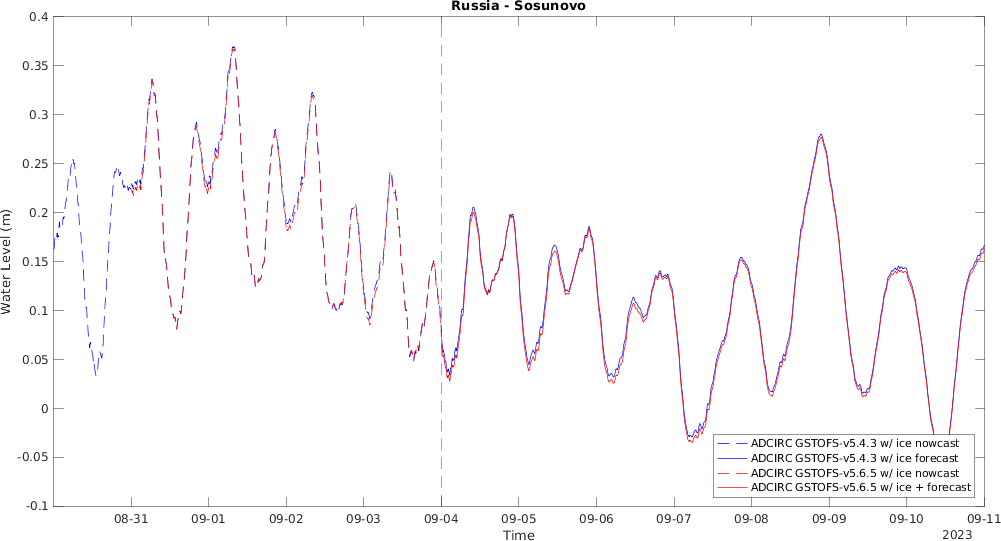 Russia - Sosunovo
0.4
0.35
0.3
0.25
0.2
0.15
0.1
0.05
0
-0.05
-0.1
Water Level (m)
ADCIRC GSTOFS-v5.4.3 w/ ice nowcast
ADCIRC GSTOFS-v5.4.3 w/ ice forecast
ADCIRC GSTOFS-v5.6.5 w/ ice nowcast
ADCIRC GSTOFS-v5.6.5 w/ ice + forecast
08-31 09-01 09-02 09-03 09-04 09-05 09-06 09-07 09-08 09-09 09-10 09-11
Time
2023